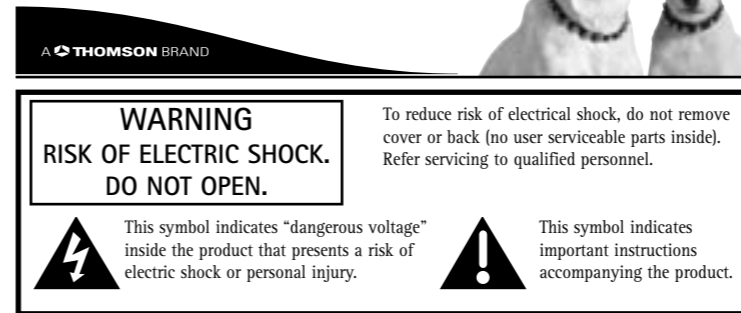 A THOMSON BRAND
WARNING
RISK OF ELECTRIC SHOCK.
DO NOT OPEN.
To reduce risk of electrical shock, do not remove
cover or back (no user serviceable parts inside).
Refer servicing to qualified personnel.
This symbol indicates “dangerous voltage”
inside the product that presents a risk of
electric shock or personal injury.
This symbol indicates
important instructions
accompanying the product.